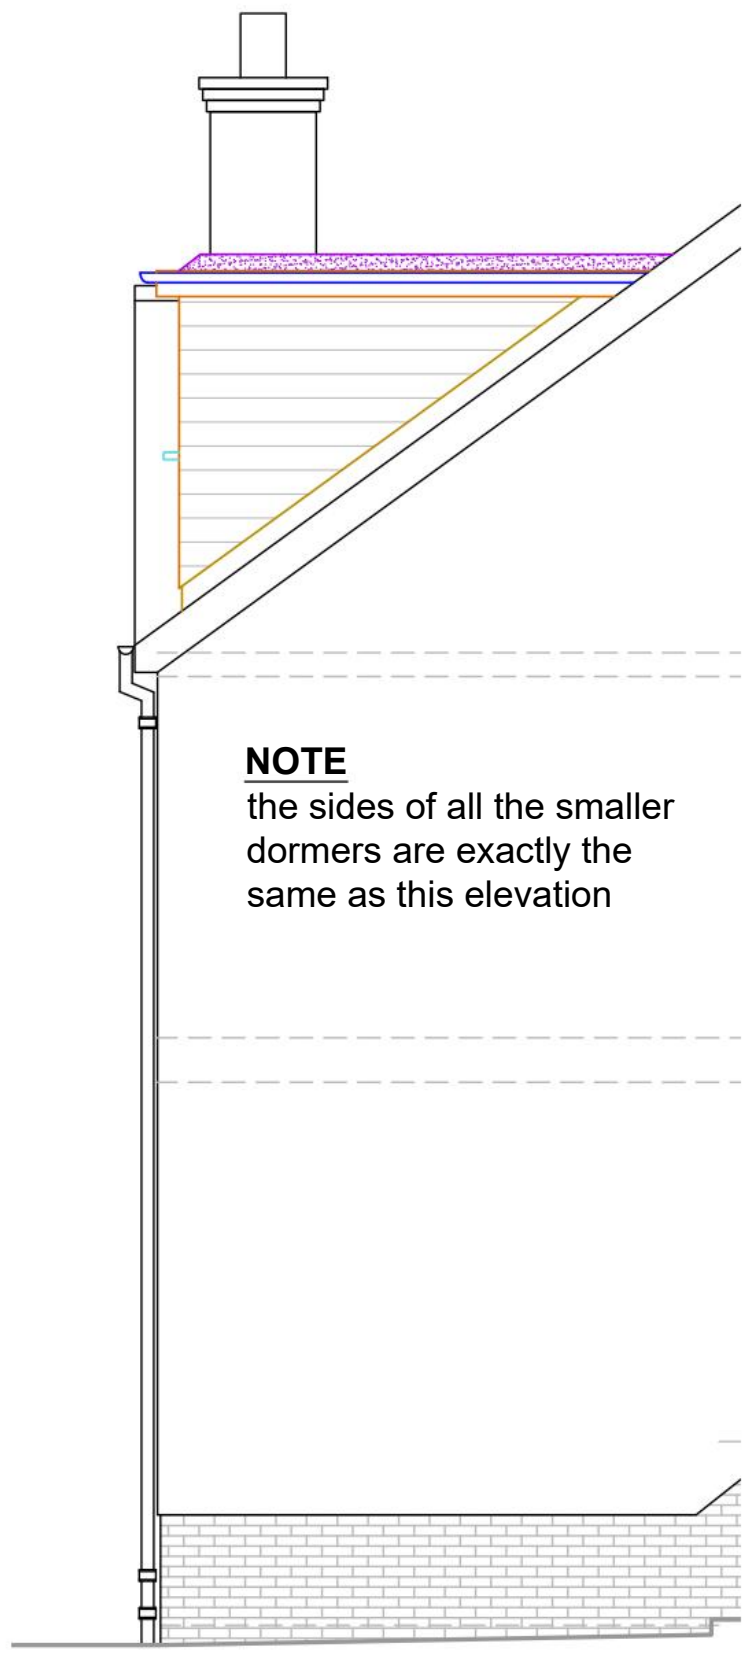 NOTE
the sides of all the smaller
dormers are exactly the
same as this elevation